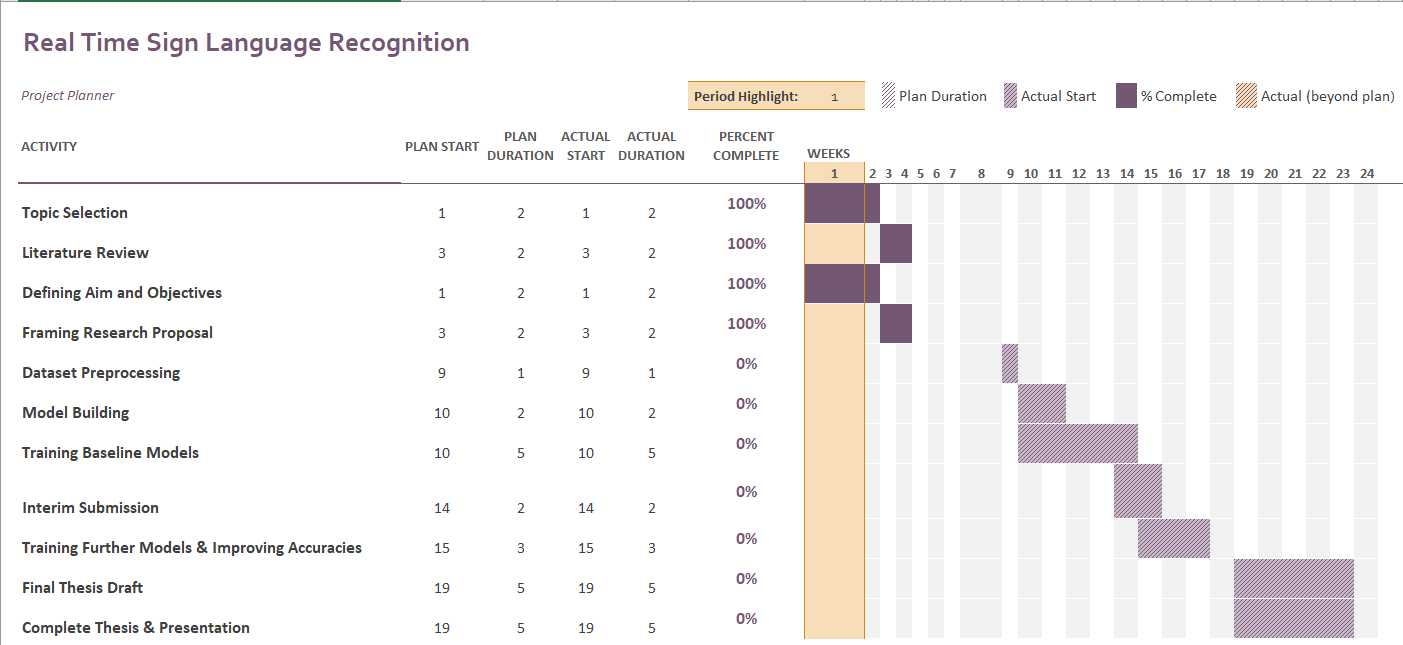 Real Time Sign Language Recognition
Project Planner
Period Highlight: 1 Plan Duration Actual Start % Complete Actual (beyond plan)
ACTIVITY PLAN START PLAN DURATION ACTUAL START ACTUAL DURATION PERCENT COMPLETE WEEKS
1 2 3 4 5 6 7 8 9 10 11 12 13 14 15 16 17 18 19 20 21 22 23 24
Topic Selection 1 2 1 2 100%
Literature Review 3 2 3 2 100%
Defining Aim and Objectives 1 2 1 2 100%
Framing Research Proposal 3 2 3 2 100%
Dataset Preprocessing 9 1 9 1 0%
Model Building 10 2 10 2 0%
Training Baseline Models 10 5 10 5 0%
Interim Submission 14 2 14 2 0%
Training Further Models & Improving Accuracies 15 3 15 3 0%
Final Thesis Draft 19 5 19 5 0%
Complete Thesis & Presentation 19 5 19 5 0%